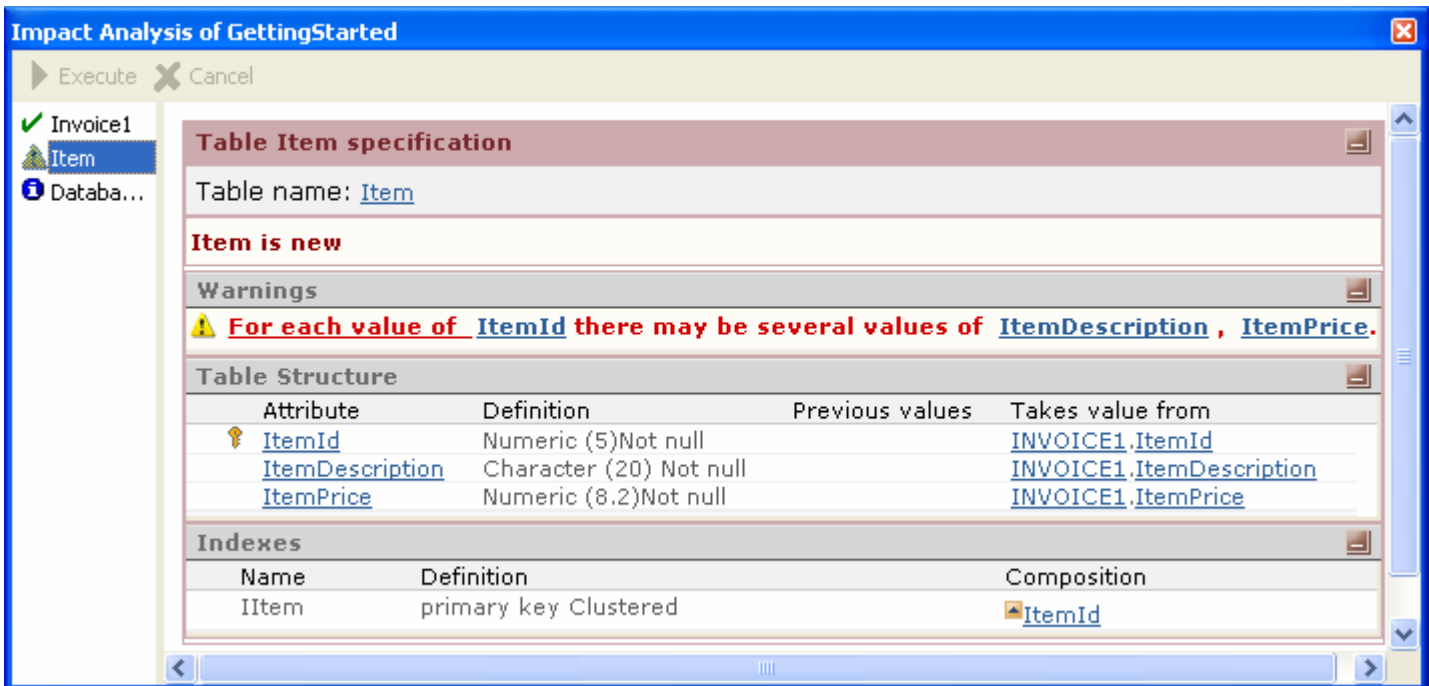 Impact Analysis of GettingStarted
Execute Cancel
Invoice1
Item
Databa...
Table Item specification
Table name: Item
Item is new
Warnings
For each value of ItemId there may be several values of ItemDescription , ItemPrice.
Table Structure
Attribute Definition Previous values Takes value from
ItemId Numeric (5)Not null INVOICE1.ItemId
ItemDescription Character (20) Not null INVOICE1.ItemDescription
ItemPrice Numeric (8.2)Not null INVOICE1.ItemPrice
Indexes
Name Definition Composition
IItem primary key Clustered ItemId